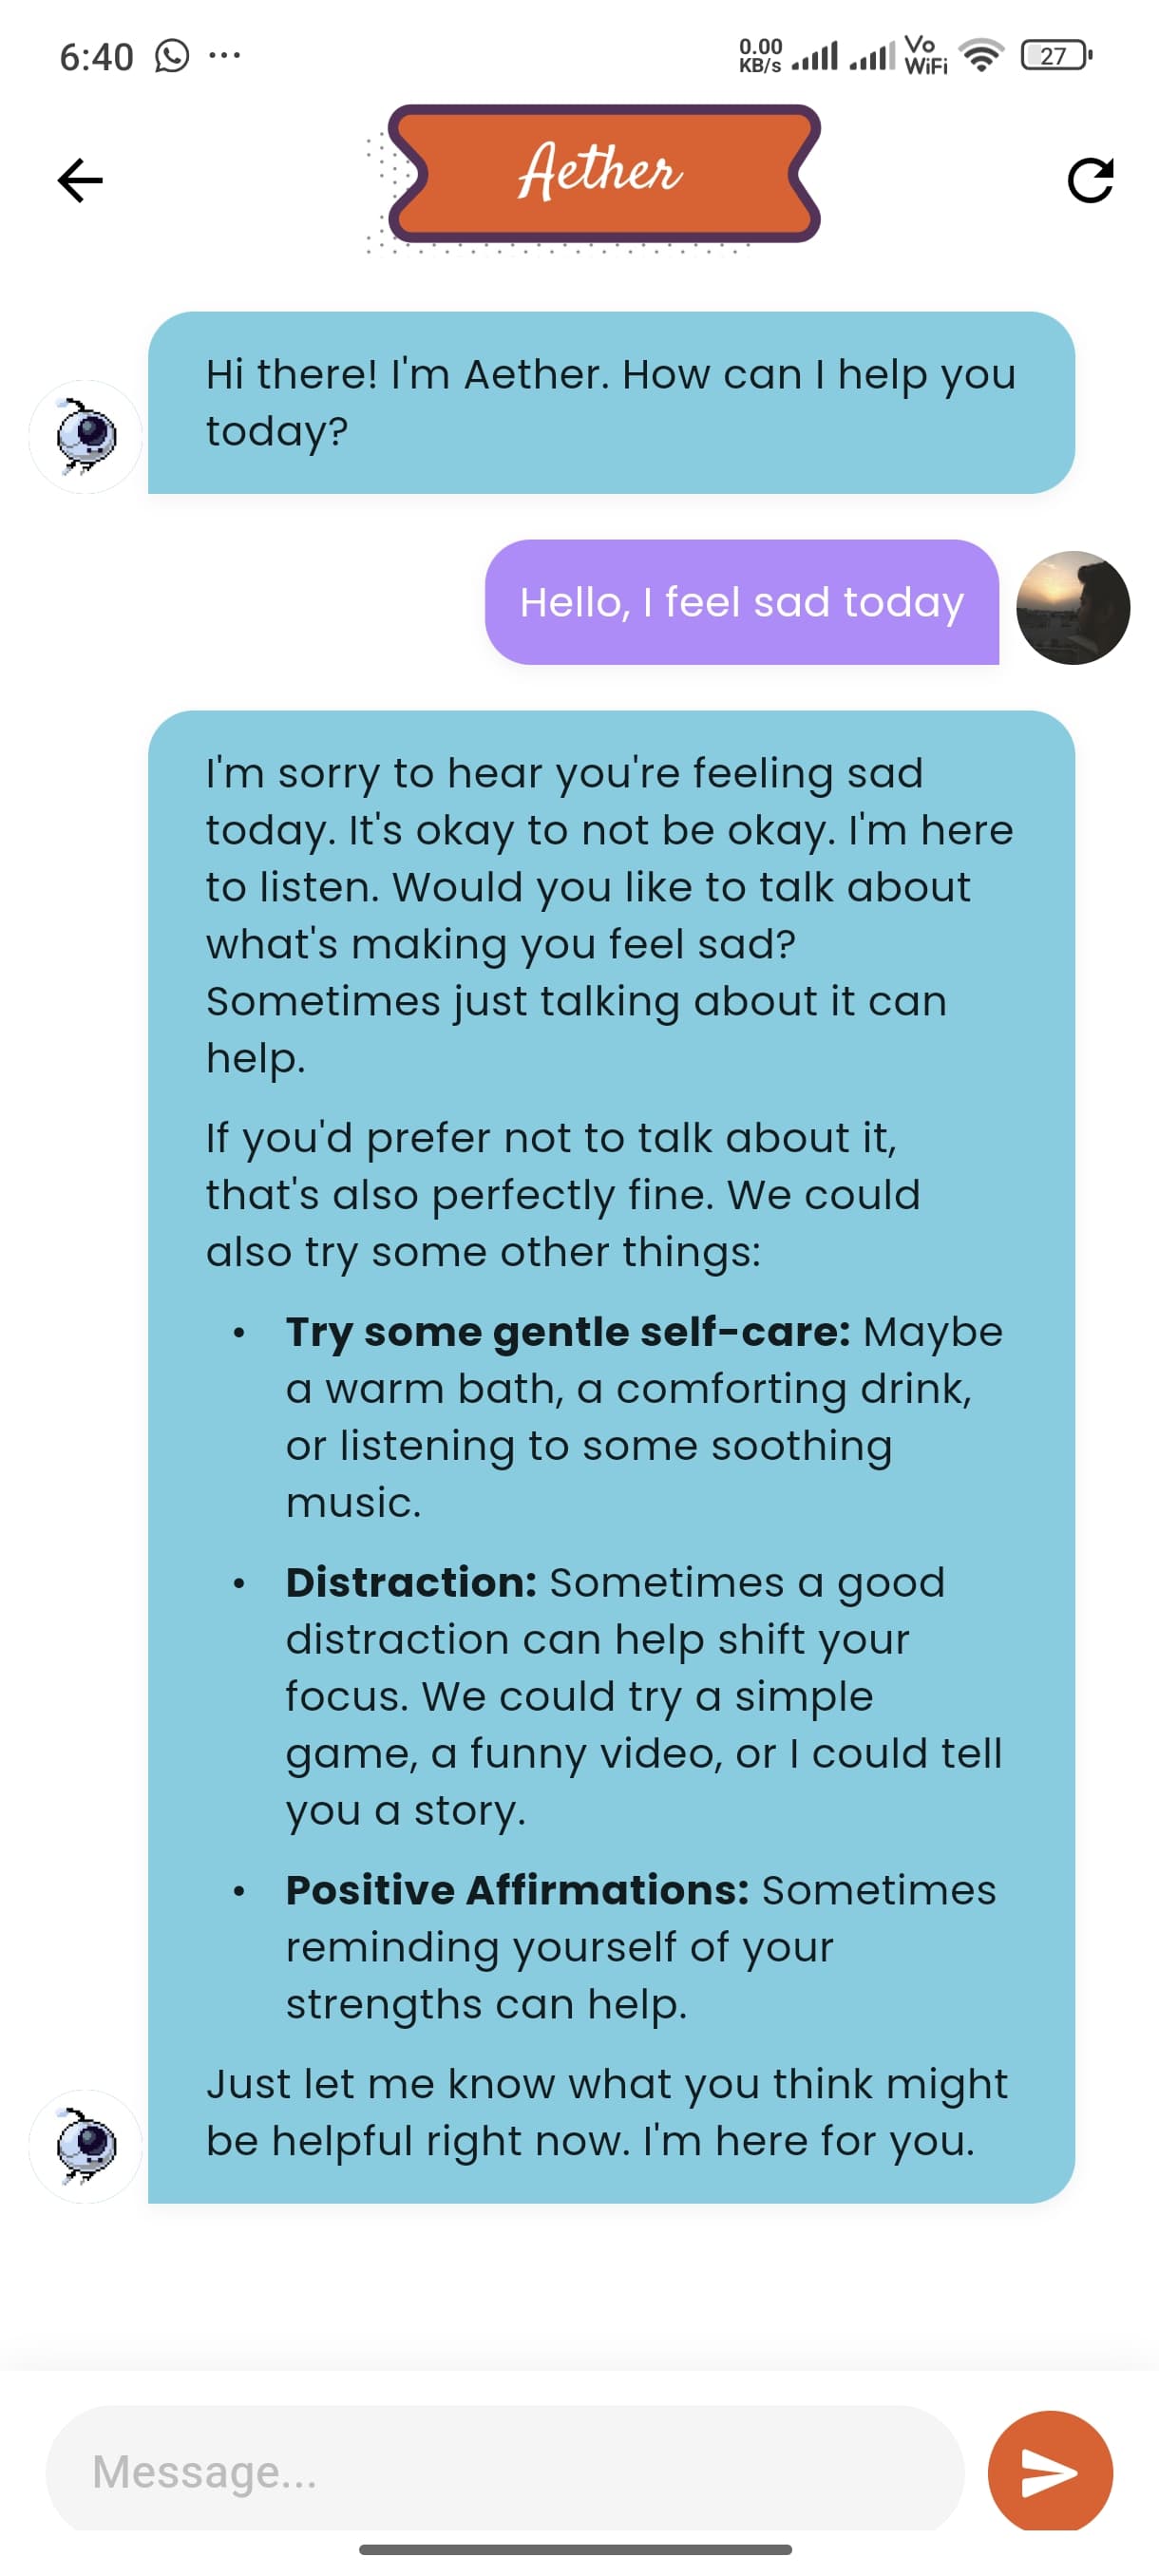 6:40
0.00
KB/s
Vo
WiFi
27
Aether
Hi there! I'm Aether. How can I help you
today?
Hello, I feel sad today
I'm sorry to hear you're feeling sad
today. It's okay to not be okay. I'm here
to listen. Would you like to talk about
what's making you feel sad?
Sometimes just talking about it can
help.
If you'd prefer not to talk about it,
that's also perfectly fine. We could
also try some other things:
• Try some gentle self-care: Maybe
a warm bath, a comforting drink,
or listening to some soothing
music.
• Distraction: Sometimes a good
distraction can help shift your
focus. We could try a simple
game, a funny video, or I could tell
you a story.
• Positive Affirmations: Sometimes
reminding yourself of your
strengths can help.
Just let me know what you think might
be helpful right now. I'm here for you.
Message...